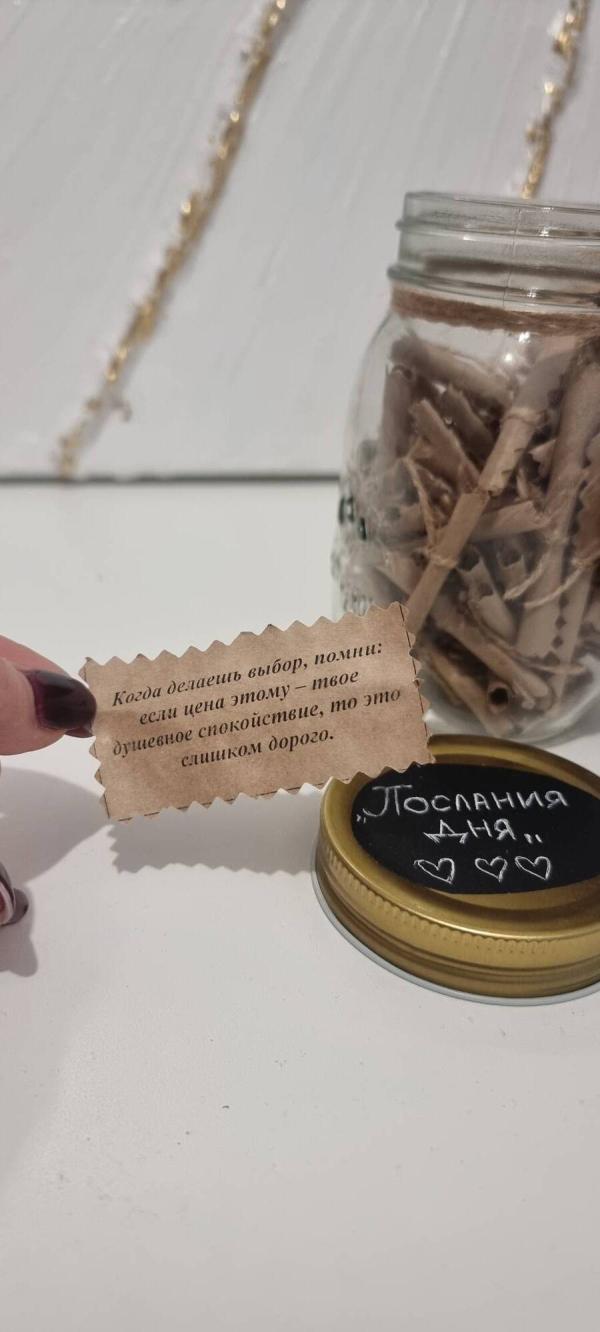 Когда делаешь выбор, помни:
если цена этому – твое
душевное спокойствие, то это
слишком дорого.
„Послания
дня„